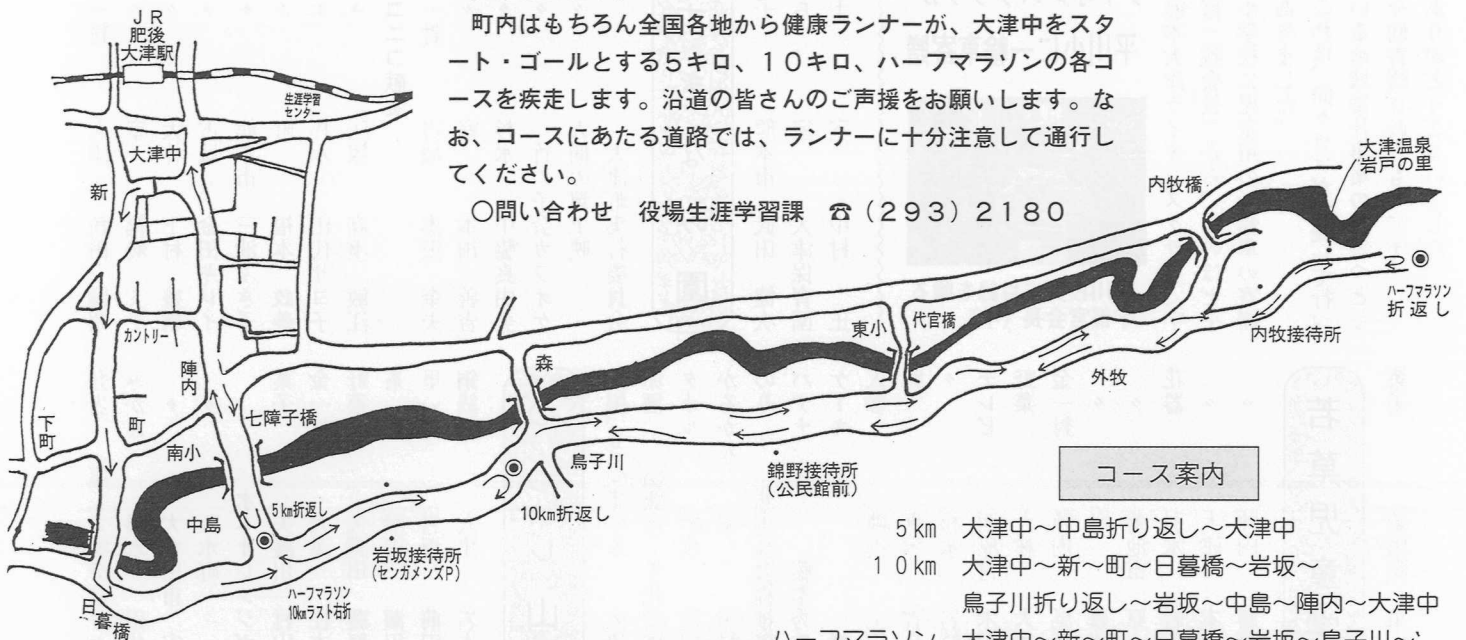 町内はもちろん全国各地から健康ランナーが、大津中をスタ
ート・ゴールとする5キロ、10キロ、ハーフマラソンの各コ
ースを疾走します。沿道の皆さんのご声援をお願いします。な
お、コースにあたる道路では、ランナーに十分注意して通行し
てください。
○問い合わせ 役場生涯学習課 ☎(293)2180
JR
肥後
大津駅
生涯学習
センター
大津中
新
カントリー
陣内
下町
町
南小
七障子橋
中島
5km折返し
日暮橋
ハーフマラソン
10kmラスト右折
岩坂接待所
(センガメンズP)
森
鳥子川
10km折返し
錦野接待所
(公民館前)
東小
代官橋
外牧
内牧橋
大津温泉
岩戸の里
内牧接待所
ハーフマラソン
折返し
コース案内
5km 大津中〜中島折り返し〜大津中
10km 大津中〜新〜町〜日暮橋〜岩坂〜
鳥子川折り返し〜岩坂〜中島〜陣内〜大津中
ハーフマラソン 大津中〜新〜町〜日暮橋〜岩坂〜鳥子川〜